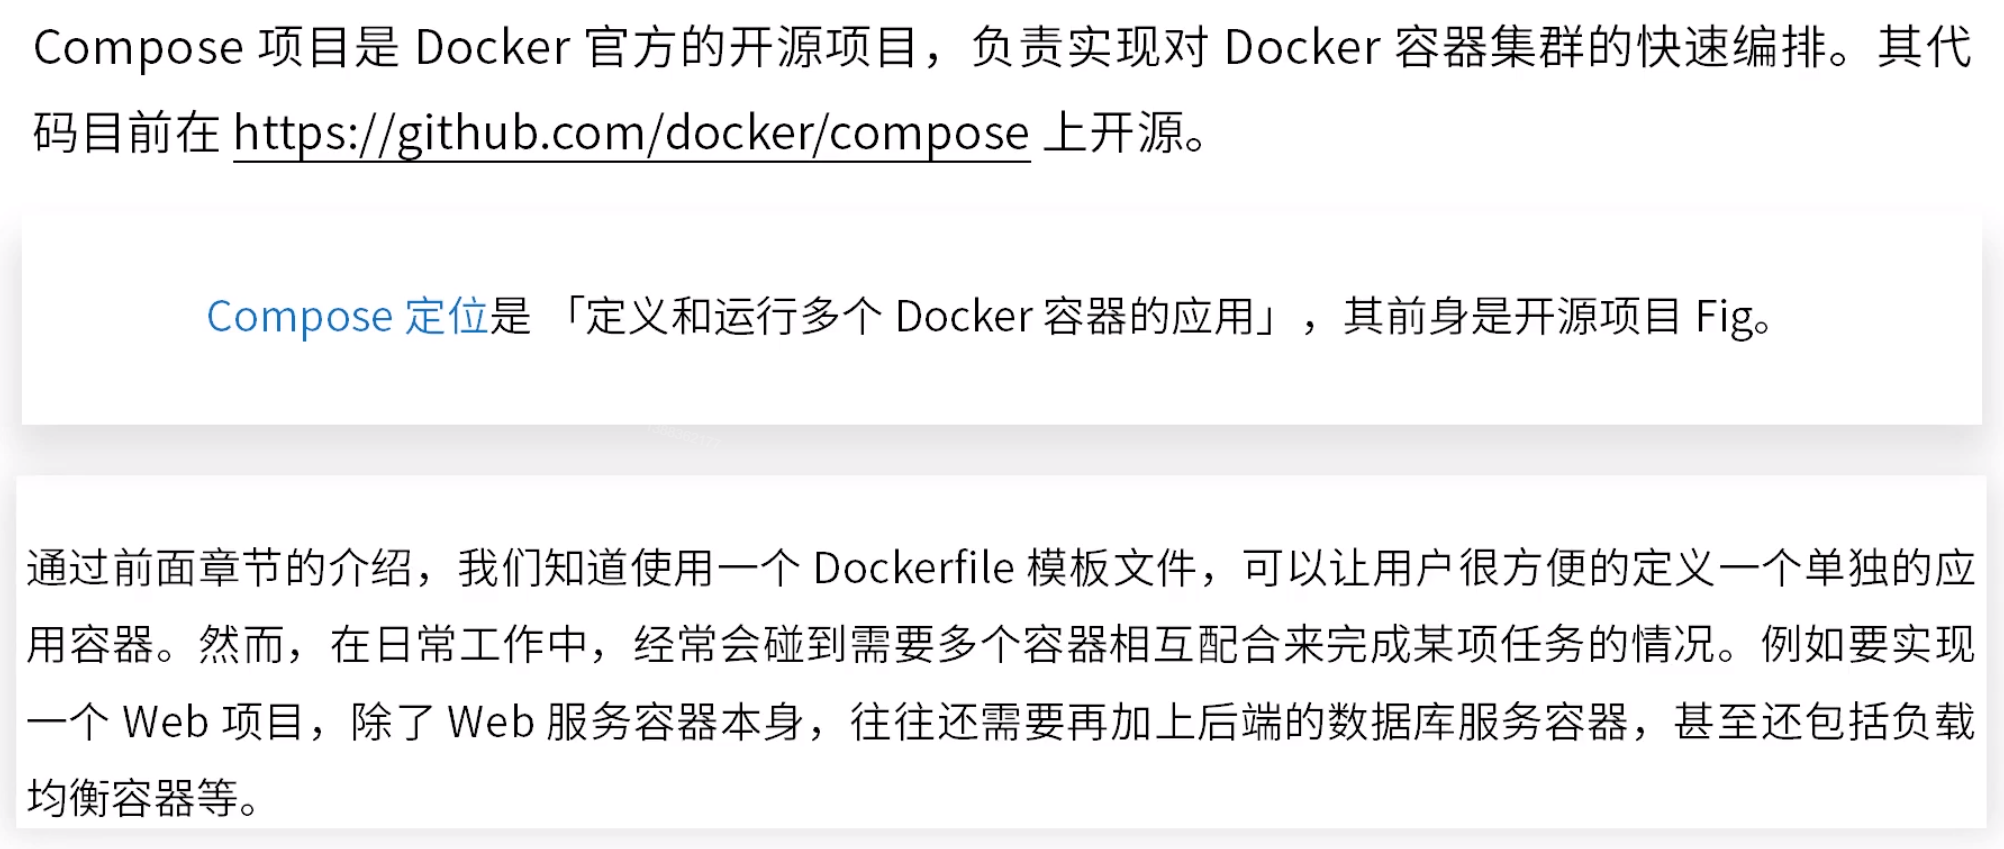 Compose 项目是 Docker 官方的开源项目，负责实现对 Docker 容器集群的快速编排。其代
码目前在 https://github.com/docker/compose 上开源。
Compose 定位是 「定义和运行多个 Docker 容器的应用」，其前身是开源项目 Fig。
通过前面章节的介绍，我们知道使用一个 Dockerfile 模板文件，可以让用户很方便的定义一个单独的应
用容器。然而，在日常工作中，经常会碰到需要多个容器相互配合来完成某项任务的情况。例如要实现
一个 Web 项目，除了 Web 服务容器本身，往往还需要再加上后端的数据库服务容器，甚至还包括负载
均衡容器等。